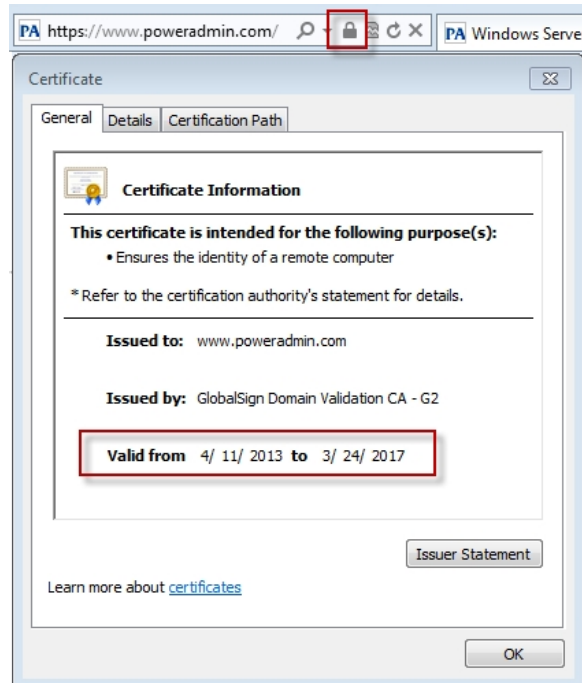 PA https://www.poweradmin.com/ PA Windows Serve
Certificate
General Details Certification Path
Certificate Information
This certificate is intended for the following purpose(s):
• Ensures the identity of a remote computer
* Refer to the certification authority's statement for details.
Issued to: www.poweradmin.com
Issued by: GlobalSign Domain Validation CA - G2
Valid from 4/ 11/ 2013 to 3/ 24/ 2017
Issuer Statement
Learn more about certificates
OK